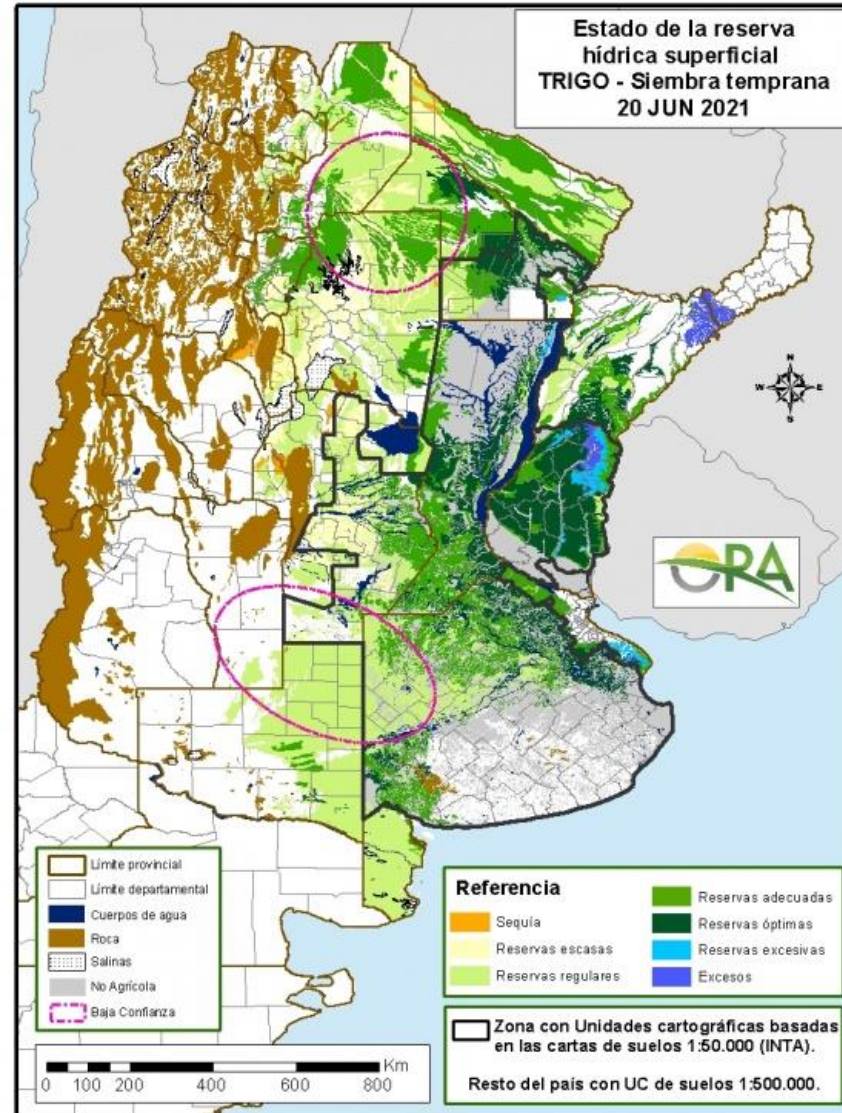 Estado de la reserva
hídrica superficial
TRIGO - Siembra temprana
20 JUN 2021
N
W
E
S
ORA
Límite provincial
Límite departamental
Cuerpos de agua
Roca
Salinas
No Agrícola
Baja Confianza
Referencia
Sequía
Reservas escasas
Reservas regulares
Reservas adecuadas
Reservas óptimas
Reservas excesivas
Excesos
Zona con Unidades cartográficas basadas
en las cartas de suelos 1:50.000 (INTA).
Resto del país con UC de suelos 1:500.000.
Km
0 100 200 400 600 800